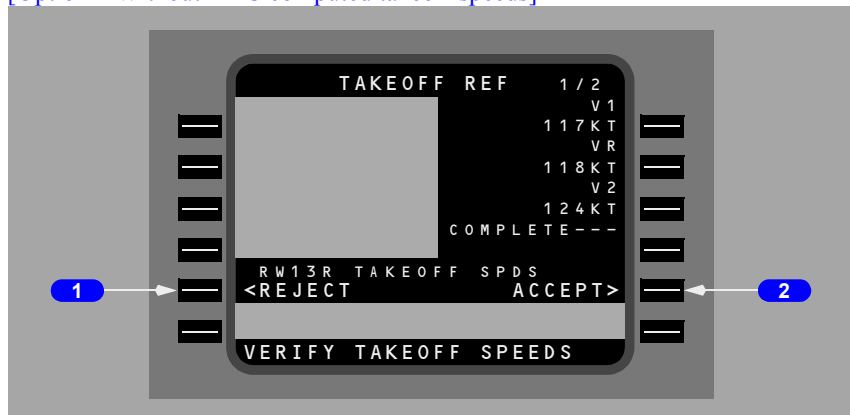 TAKEOFF REF 1/2
V1
117KT
VR
118KT
V2
124KT
COMPLETE---
RW13R TAKEOFF SPDS
<REJECT ACCEPT>
VERIFY TAKEOFF SPEEDS
1
2